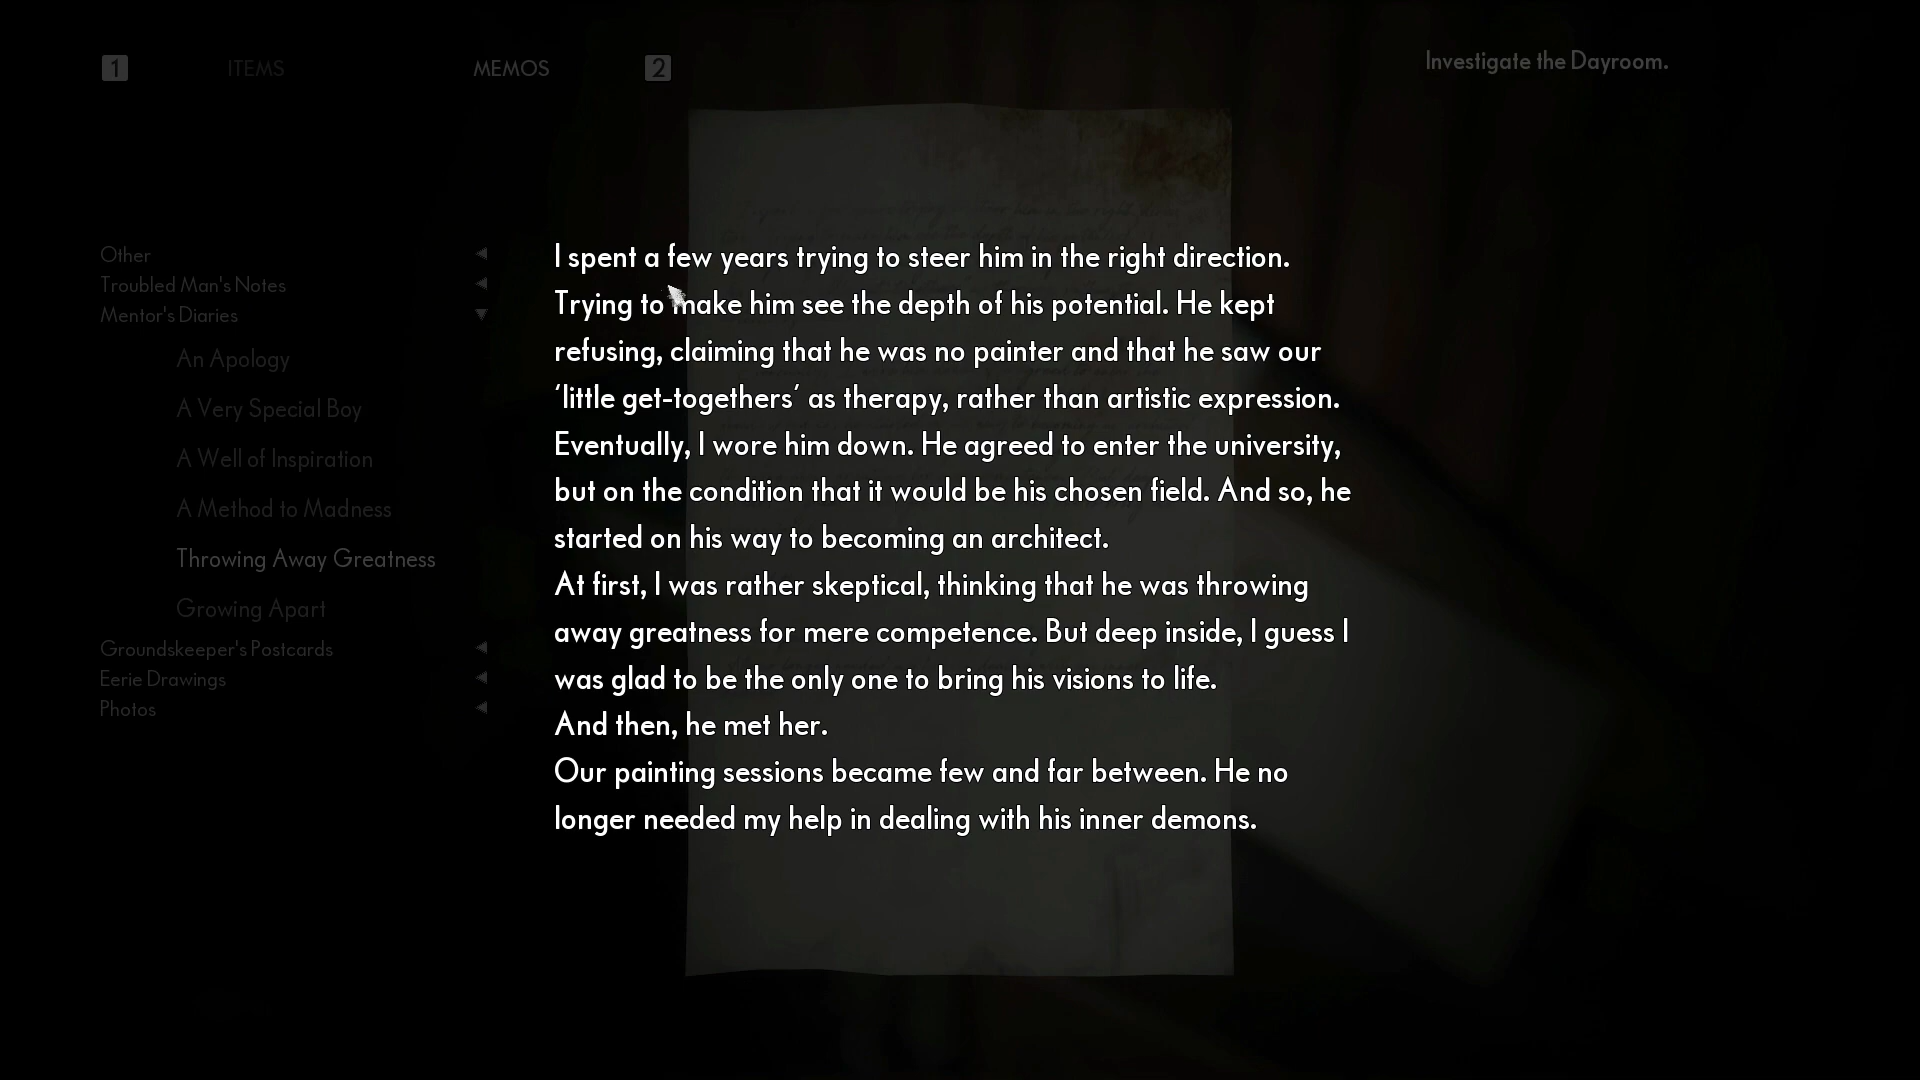 1
ITEMS
MEMOS
2
Investigate the Dayroom.
Other
Troubled Man's Notes
Mentor's Diaries
An Apology
A Very Special Boy
A Well of Inspiration
A Method to Madness
Throwing Away Greatness
Growing Apart
Groundskeeper's Postcards
Eerie Drawings
Photos
I spent a few years trying to steer him in the right direction.
Trying to make him see the depth of his potential. He kept
refusing, claiming that he was no painter and that he saw our
‘little get-togethers’ as therapy, rather than artistic expression.
Eventually, I wore him down. He agreed to enter the university,
but on the condition that it would be his chosen field. And so, he
started on his way to becoming an architect.
At first, I was rather skeptical, thinking that he was throwing
away greatness for mere competence. But deep inside, I guess I
was glad to be the only one to bring his visions to life.
And then, he met her.
Our painting sessions became few and far between. He no
longer needed my help in dealing with his inner demons.